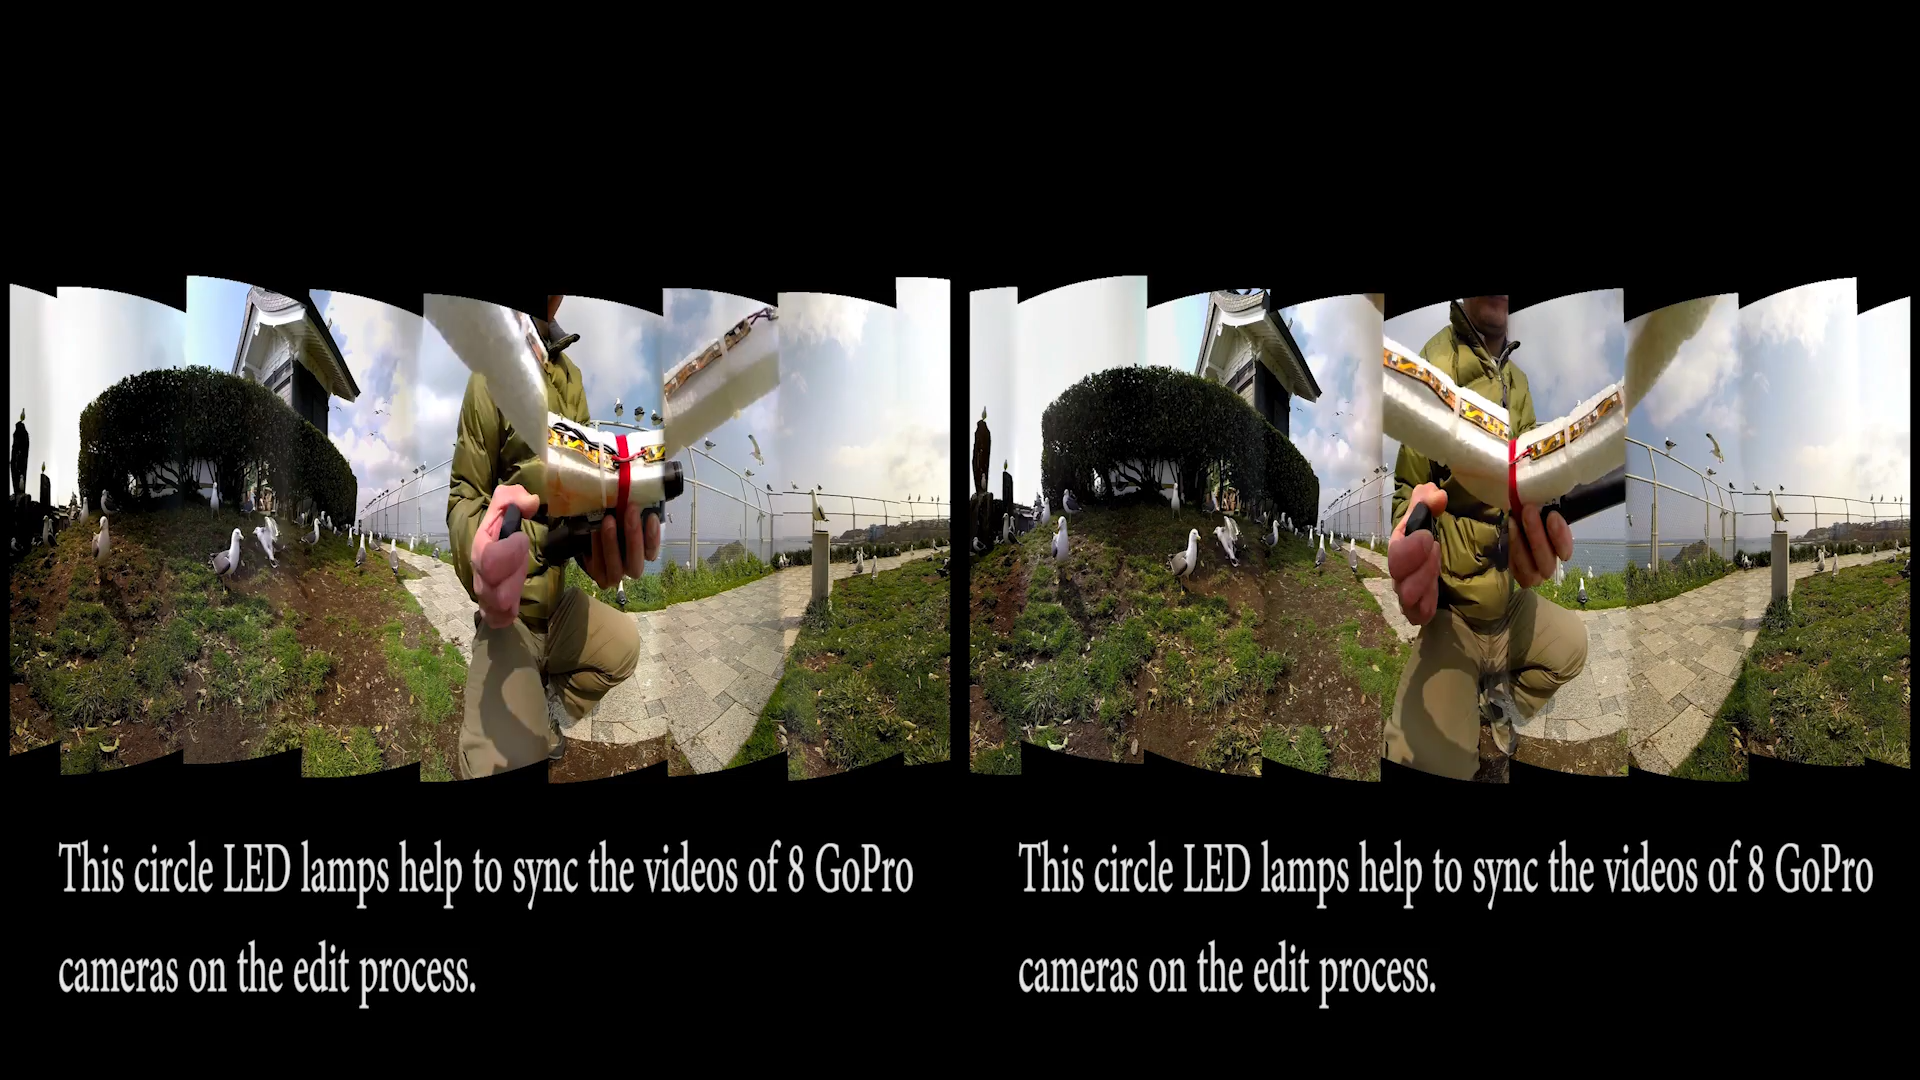 This circle LED lamps help to sync the videos of 8 GoPro
cameras on the edit process.
This circle LED lamps help to sync the videos of 8 GoPro
cameras on the edit process.